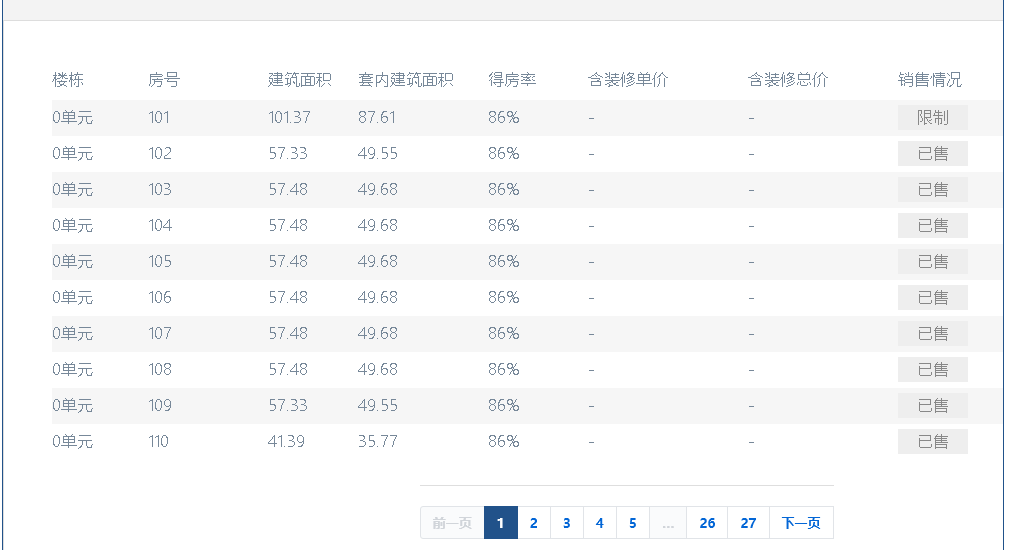 楼栋 房号 建筑面积 套内建筑面积 得房率 含装修单价 含装修总价 销售情况
0单元 101 101.37 87.61 86% - - 限制
0单元 102 57.33 49.55 86% - - 已售
0单元 103 57.48 49.68 86% - - 已售
0单元 104 57.48 49.68 86% - - 已售
0单元 105 57.48 49.68 86% - - 已售
0单元 106 57.48 49.68 86% - - 已售
0单元 107 57.48 49.68 86% - - 已售
0单元 108 57.48 49.68 86% - - 已售
0单元 109 57.33 49.55 86% - - 已售
0单元 110 41.39 35.77 86% - - 已售
前一页 1 2 3 4 5 ... 26 27 下一页